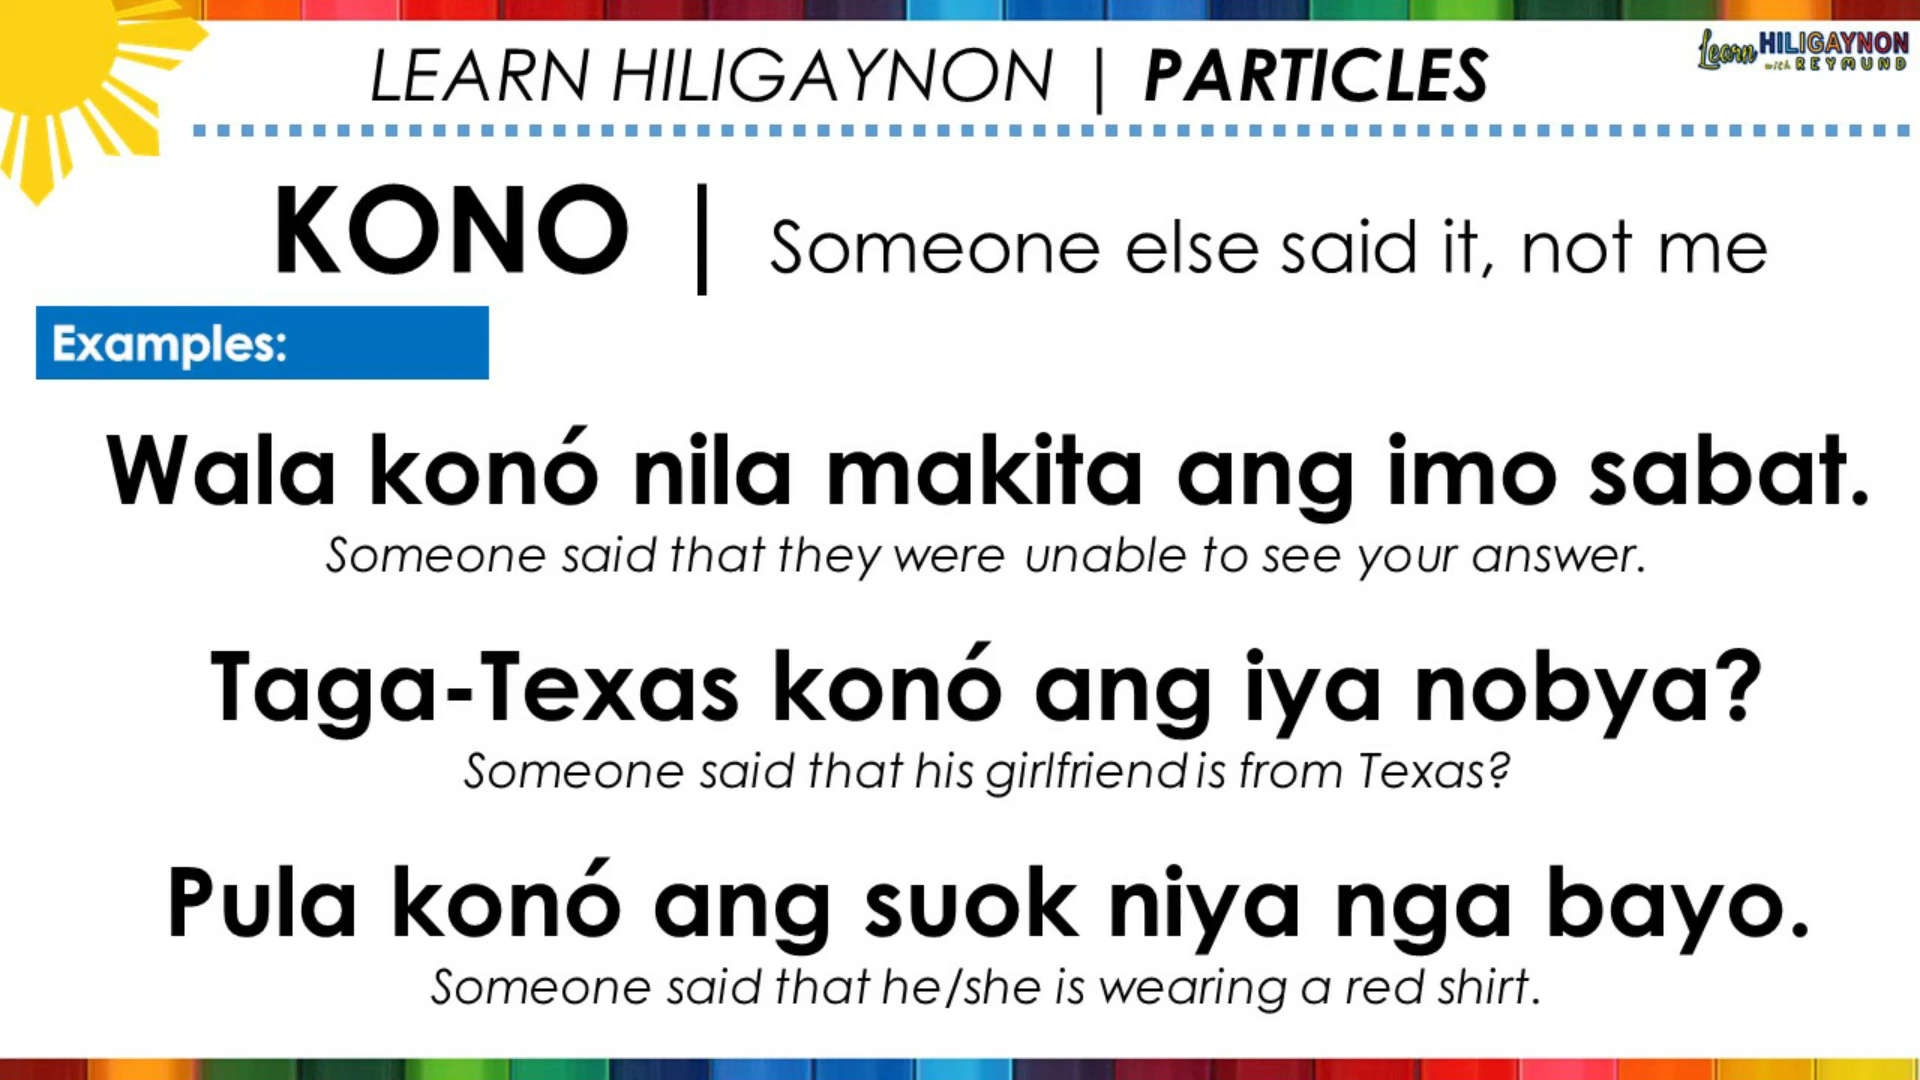 LEARN HILIGAYNON | PARTICLES
Learn HILIGAYNON
with REYMUND
KONO | Someone else said it, not me
Examples:
Wala konó nila makita ang imo sabat.
Someone said that they were unable to see your answer.
Taga-Texas konó ang iya nobya?
Someone said that his girlfriend is from Texas?
Pula konó ang suok niya nga bayo.
Someone said that he/she is wearing a red shirt.